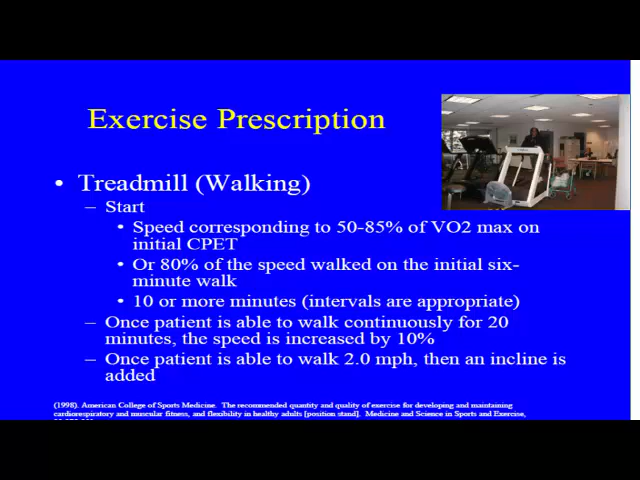 Exercise Prescription
• Treadmill (Walking)
– Start
• Speed corresponding to 50-85% of VO2 max on
initial CPET
• Or 80% of the speed walked on the initial six-
minute walk
• 10 or more minutes (intervals are appropriate)
– Once patient is able to walk continuously for 20
minutes, the speed is increased by 10%
– Once patient is able to walk 2.0 mph, then an incline is
added
(1998). American College of Sports Medicine. The recommended quantity and quality of exercise for developing and maintaining
cardiorespiratory and muscular fitness, and flexibility in healthy adults [position stand]. Medicine and Science in Sports and Exercise,